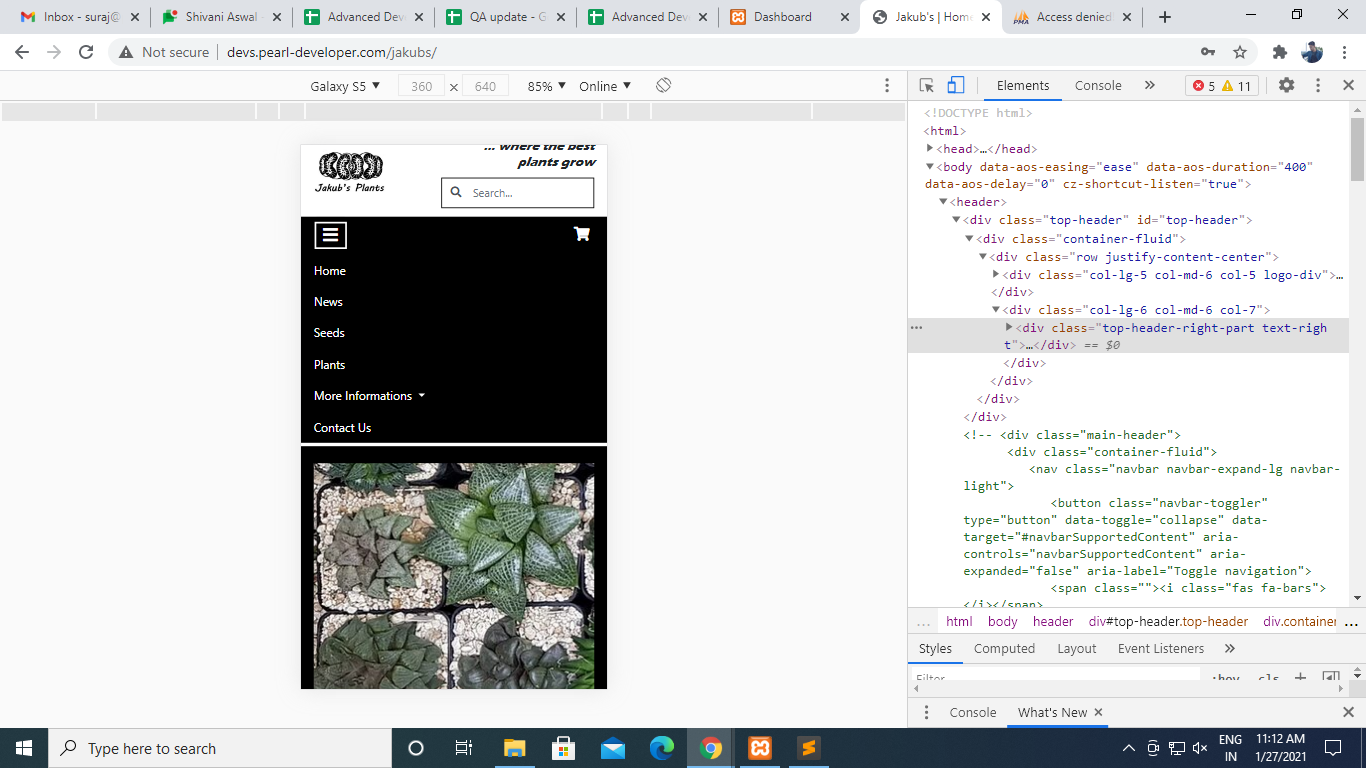 Inbox - suraj@
Shivani Aswal
Advanced Dev
QA update - G
Advanced Dev
Dashboard
Jakub's | Home
Access denied
Not secure | devs.pearl-developer.com/jakubs/
Galaxy S5 ▼ 360 × 640 85% ▼ Online ▼
Elements Console » 5 11
... where the best
plants grow
Jakub's Plants
Search...
Home
News
Seeds
Plants
More Informations
Contact Us
<!DOCTYPE html>
<html>
<head>…</head>
<body data-aos-easing="ease" data-aos-duration="400"
data-aos-delay="0" cz-shortcut-listen="true">
<header>
<div class="top-header" id="top-header">
<div class="container-fluid">
<div class="row justify-content-center">
<div class="col-lg-5 col-md-6 col-5 logo-div">…
</div>
<div class="col-lg-6 col-md-6 col-7">
<div class="top-header-right-part text-righ
t">…</div> == $0
</div>
</div>
</div>
</div>
<!-- <div class="main-header">
<div class="container-fluid">
<nav class="navbar navbar-expand-lg navbar-
light">
<button class="navbar-toggler"
type="button" data-toggle="collapse" data-
target="#navbarSupportedContent" aria-
controls="navbarSupportedContent" aria-
expanded="false" aria-label="Toggle navigation">
<span class=""><i class="fas fa-bars">
</i></span>
... html body header div#top-header.top-header div.container ...
Styles Computed Layout Event Listeners »
Filter :hov .cls +
Console What's New ×
Type here to search
ENG
IN
11:12 AM
1/27/2021